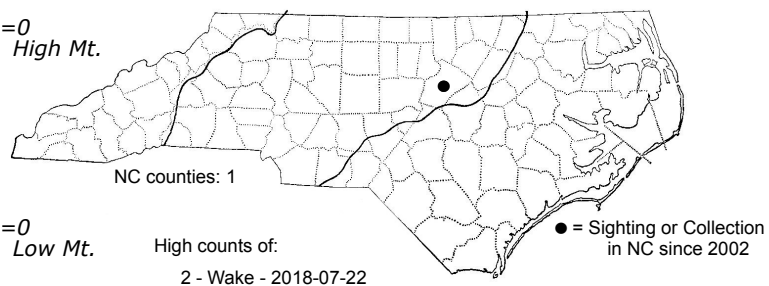 =0
High Mt.
NC counties: 1
=0
Low Mt.
High counts of:
2 - Wake - 2018-07-22
● = Sighting or Collection
in NC since 2002